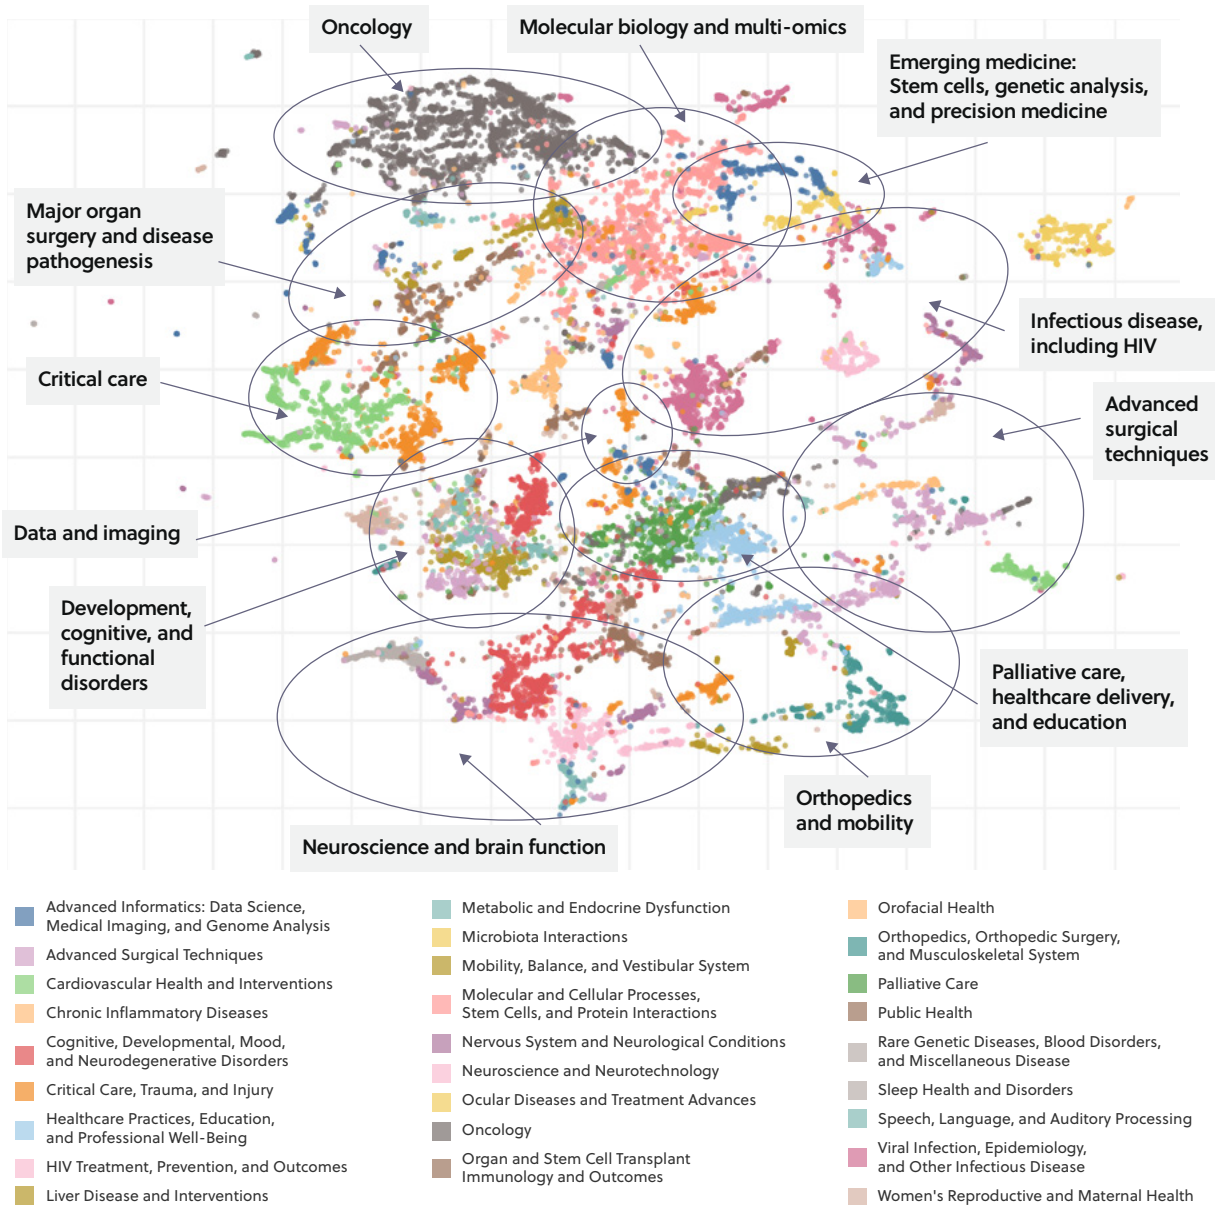 Oncology
Molecular biology and multi-omics
Emerging medicine:
Stem cells, genetic analysis,
and precision medicine
Major organ
surgery and disease
pathogenesis
Infectious disease,
including HIV
Critical care
Advanced
surgical
techniques
Data and imaging
Development,
cognitive, and
functional
disorders
Palliative care,
healthcare delivery,
and education
Orthopedics
and mobility
Neuroscience and brain function
Advanced Informatics: Data Science,
Medical Imaging, and Genome Analysis
Advanced Surgical Techniques
Cardiovascular Health and Interventions
Chronic Inflammatory Diseases
Cognitive, Developmental, Mood,
and Neurodegenerative Disorders
Critical Care, Trauma, and Injury
Healthcare Practices, Education,
and Professional Well-Being
HIV Treatment, Prevention, and Outcomes
Liver Disease and Interventions
Metabolic and Endocrine Dysfunction
Microbiota Interactions
Mobility, Balance, and Vestibular System
Molecular and Cellular Processes,
Stem Cells, and Protein Interactions
Nervous System and Neurological Conditions
Neuroscience and Neurotechnology
Ocular Diseases and Treatment Advances
Oncology
Organ and Stem Cell Transplant
Immunology and Outcomes
Orofacial Health
Orthopedics, Orthopedic Surgery,
and Musculoskeletal System
Palliative Care
Public Health
Rare Genetic Diseases, Blood Disorders,
and Miscellaneous Disease
Sleep Health and Disorders
Speech, Language, and Auditory Processing
Viral Infection, Epidemiology,
and Other Infectious Disease
Women's Reproductive and Maternal Health